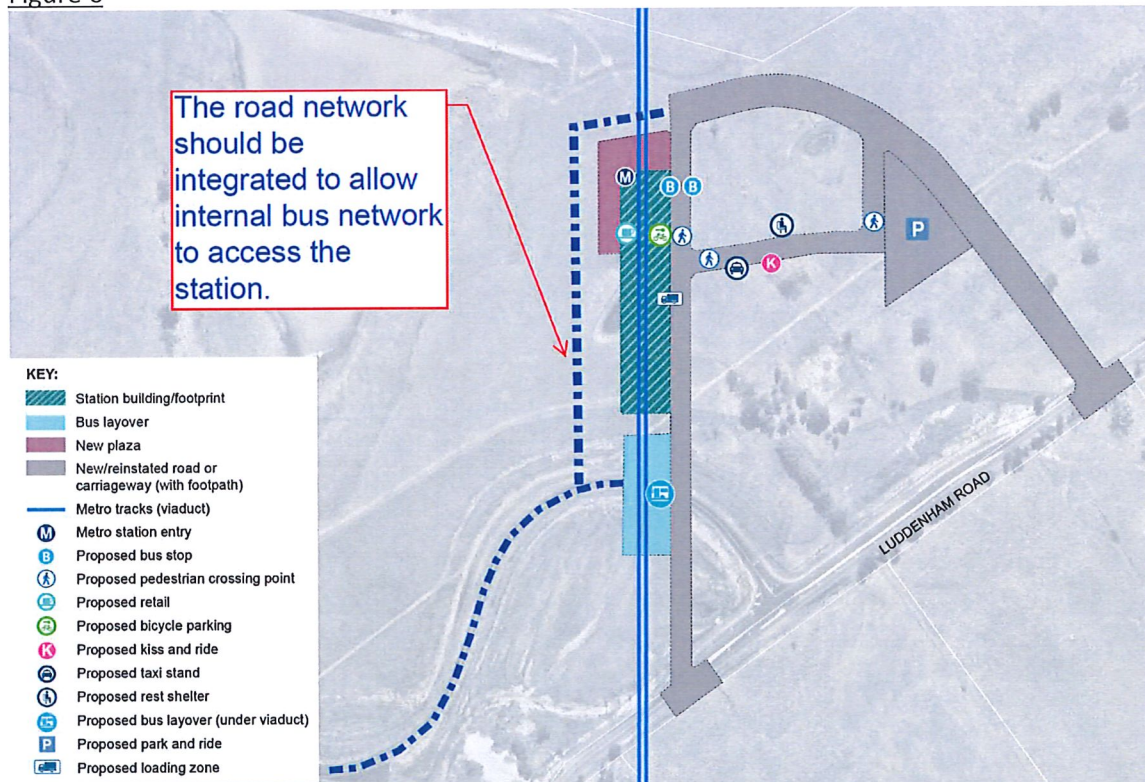 The road network
should be
integrated to allow
internal bus network
to access the
station.
M
B B
P
K
LUDDENHAM ROAD
KEY:
Station building/footprint
Bus layover
New plaza
New/reinstated road or
carriageway (with footpath)
Metro tracks (viaduct)
M Metro station entry
B Proposed bus stop
Proposed pedestrian crossing point
Proposed retail
Proposed bicycle parking
K Proposed kiss and ride
Proposed taxi stand
Proposed rest shelter
Proposed bus layover (under viaduct)
P Proposed park and ride
Proposed loading zone